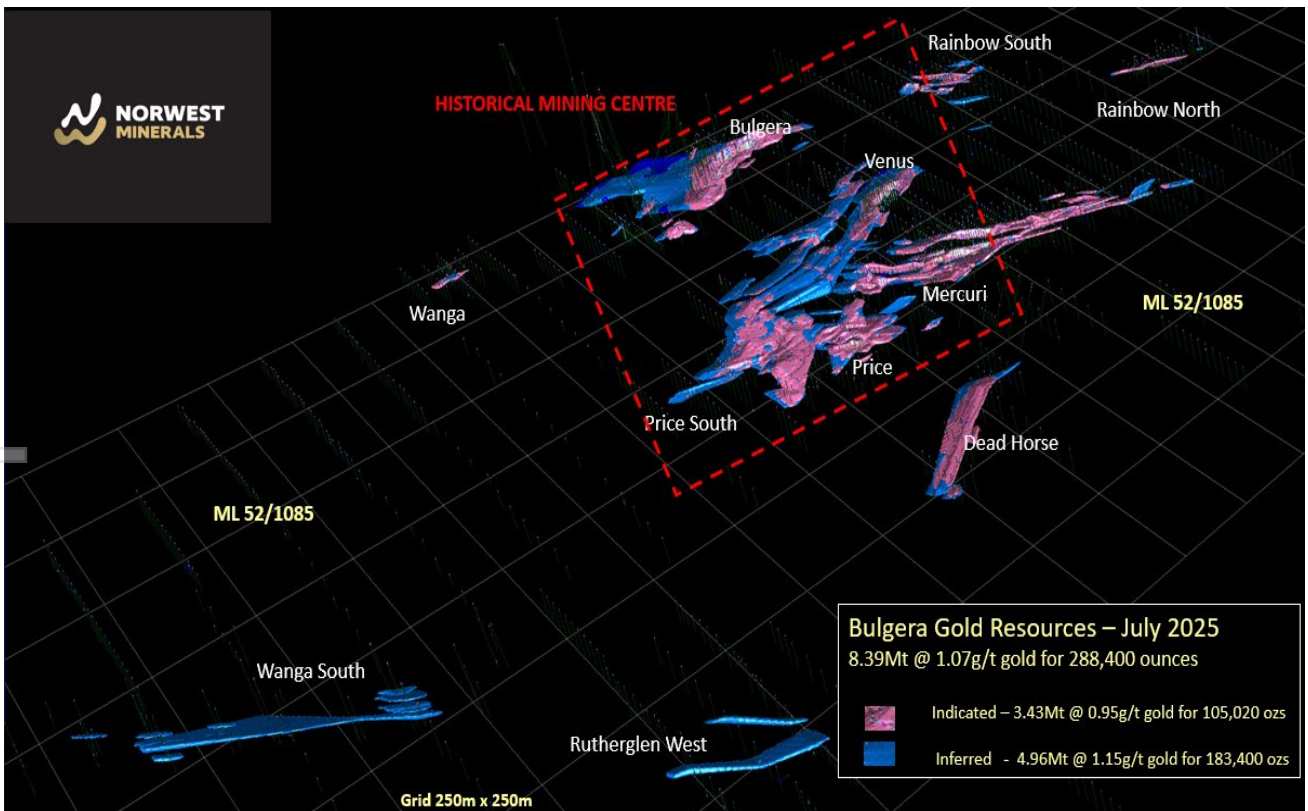 NORWEST
MINERALS
HISTORICAL MINING CENTRE
Rainbow South
Rainbow North
Bulgera
Venus
Mercuri
ML 52/1085
Wanga
Price
Price South
Dead Horse
ML 52/1085
Wanga South
Rutherglen West
Grid 250m x 250m
Bulgera Gold Resources – July 2025
8.39Mt @ 1.07g/t gold for 288,400 ounces
Indicated – 3.43Mt @ 0.95g/t gold for 105,020 ozs
Inferred - 4.96Mt @ 1.15g/t gold for 183,400 ozs